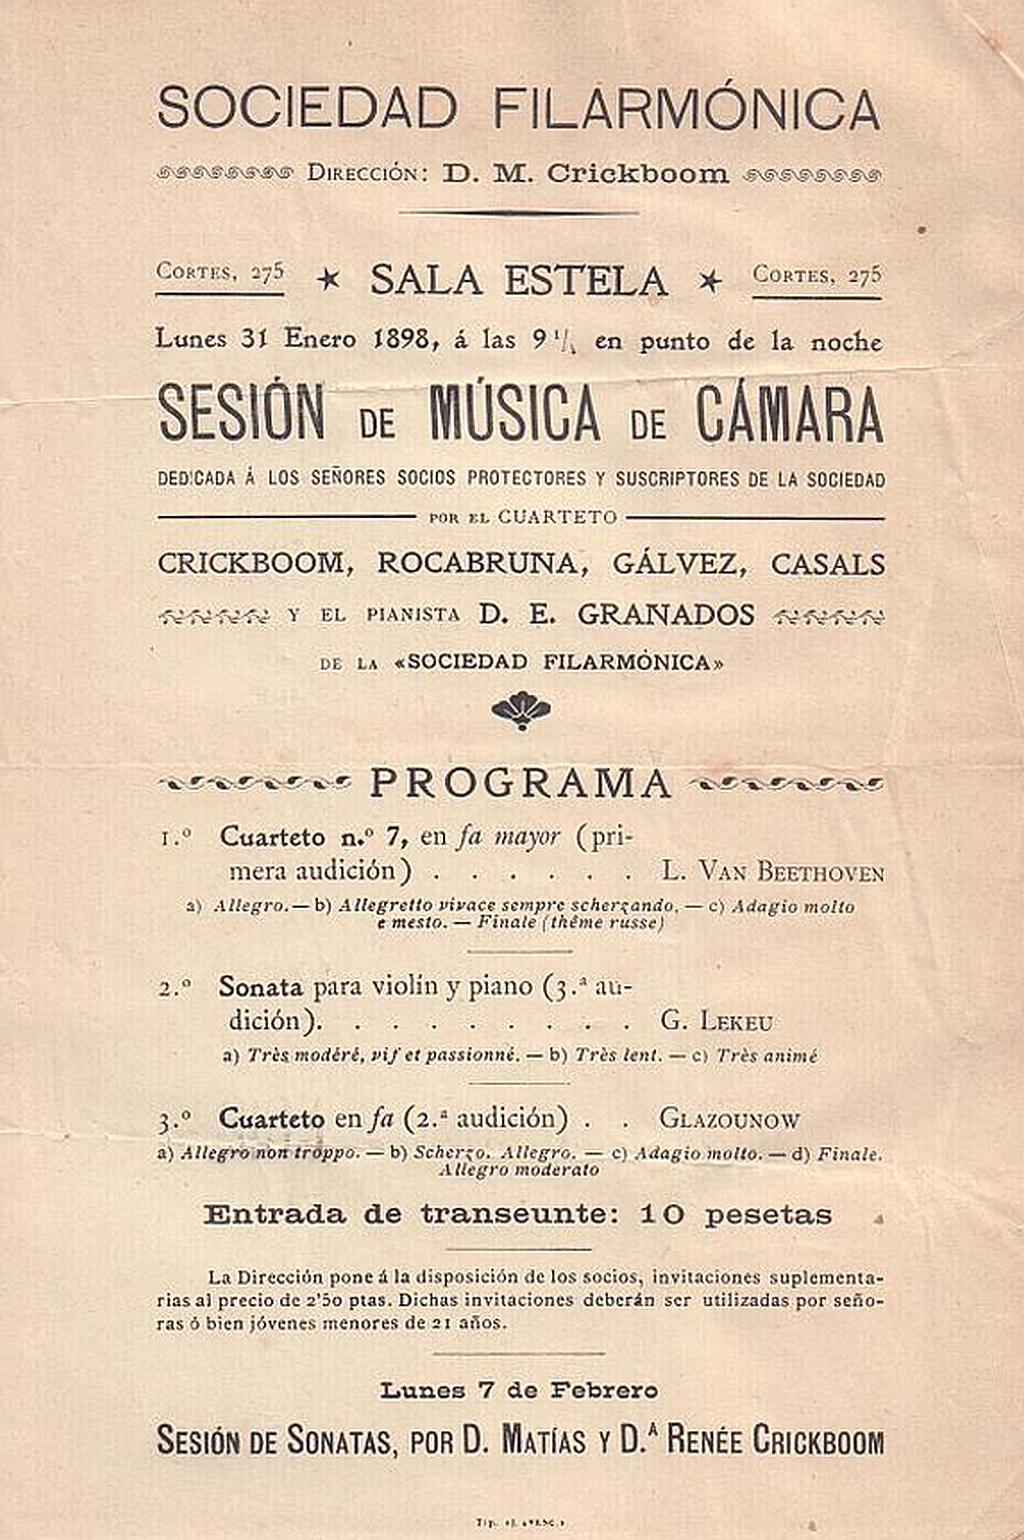 SOCIEDAD FILARMÓNICA
DIRECCIÓN: D. M. Crickboom
CORTES, 275 ★ SALA ESTELA ★ CORTES, 275
Lunes 31 Enero 1898, á las 9 en punto de la noche
SESIÓN DE MÚSICA DE CÁMARA
DEDICADA Á LOS SEÑORES SOCIOS PROTECTORES Y SUSCRIPTORES DE LA SOCIEDAD
POR EL CUARTETO
CRICKBOOM, ROCABRUNA, GÁLVEZ, CASALS
Y EL PIANISTA D. E. GRANADOS
DE LA «SOCIEDAD FILARMÓNICA»
PROGRAMA
1.º Cuarteto n.º 7, en fa mayor (pri-
mera audición) . . . . . . L. VAN BEETHOVEN
a) Allegro. — b) Allegretto vivace sempre scherzando. — c) Adagio molto
e mesto. — Finale (thême russe)
2.º Sonata para violín y piano (3.ª au-
dición). . . . . . . . . . G. LEKEU
a) Très modéré, vif et passionné. — b) Très lent. — c) Très animé
3.º Cuarteto en fa (2.ª audición) . . GLAZOUNOW
a) Allegro non troppo. — b) Scherzo. Allegro. — c) Adagio molto. — d) Finale.
Allegro moderato
Entrada de transeunte: 10 pesetas
La Dirección pone á la disposición de los socios, invitaciones suplementa-
rias al precio de 2'50 ptas. Dichas invitaciones deberán ser utilizadas por seño-
ras ó bien jóvenes menores de 21 años.
Lunes 7 de Febrero
SESIÓN DE SONATAS, POR D. MATÍAS Y D.ª RENÉE CRICKBOOM
Tip.